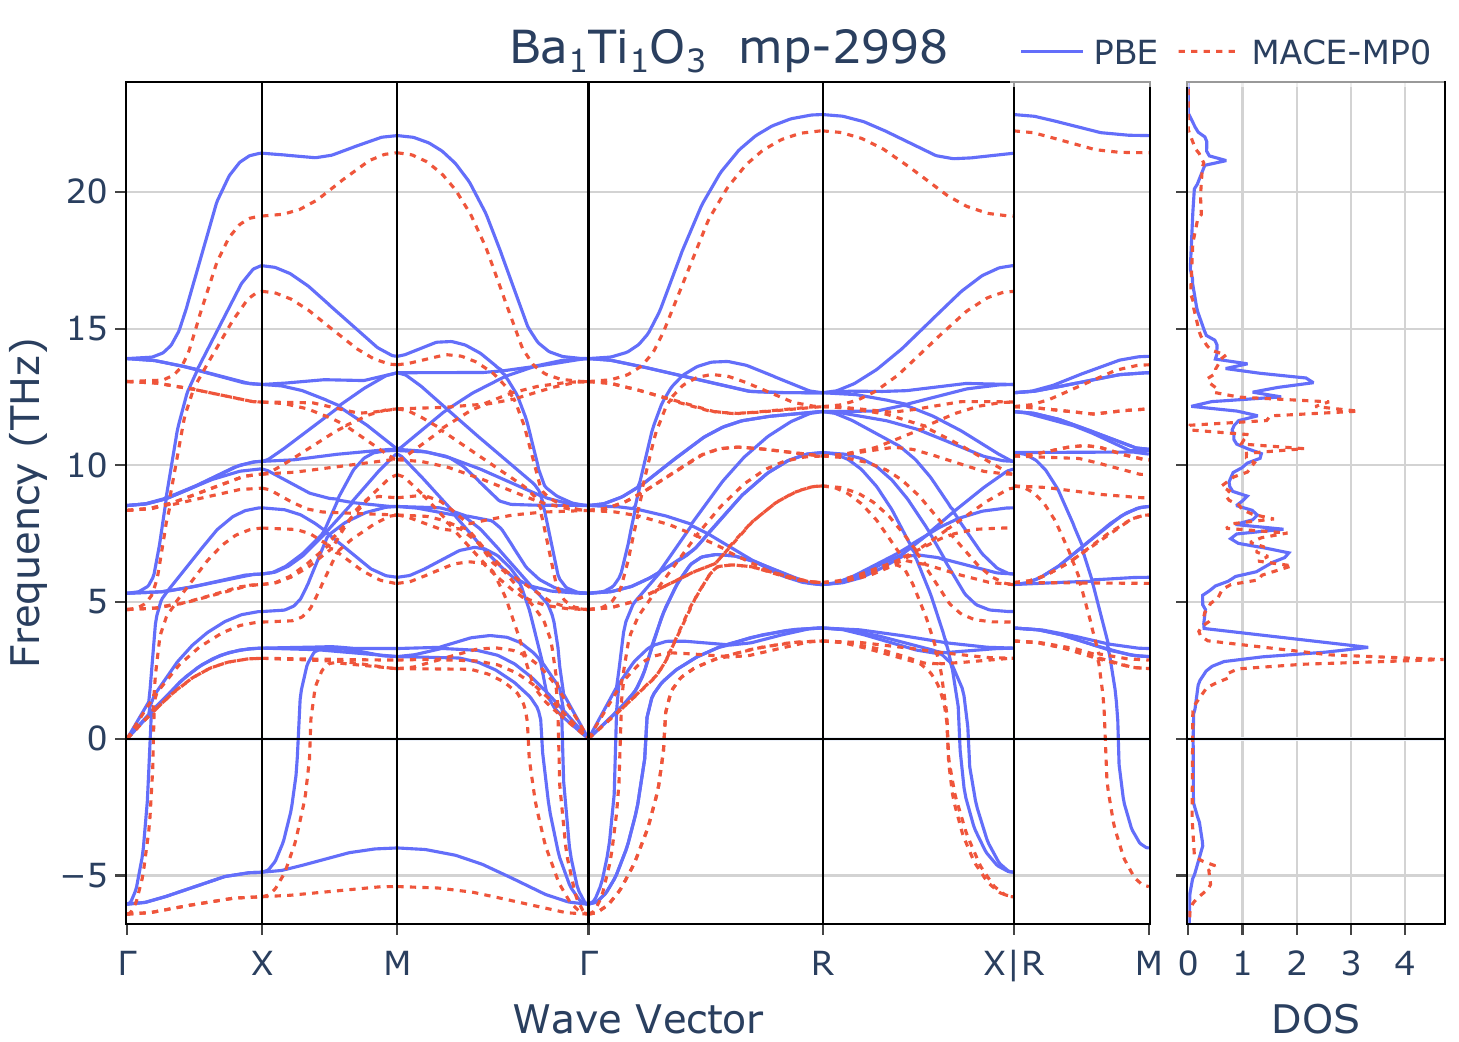 Ba₁Ti₁O₃ mp-2998
PBE
MACE-MP0
Frequency (THz)
20
15
10
5
0
−5
Γ X M Γ R X|R M
0 1 2 3 4
Wave Vector
DOS